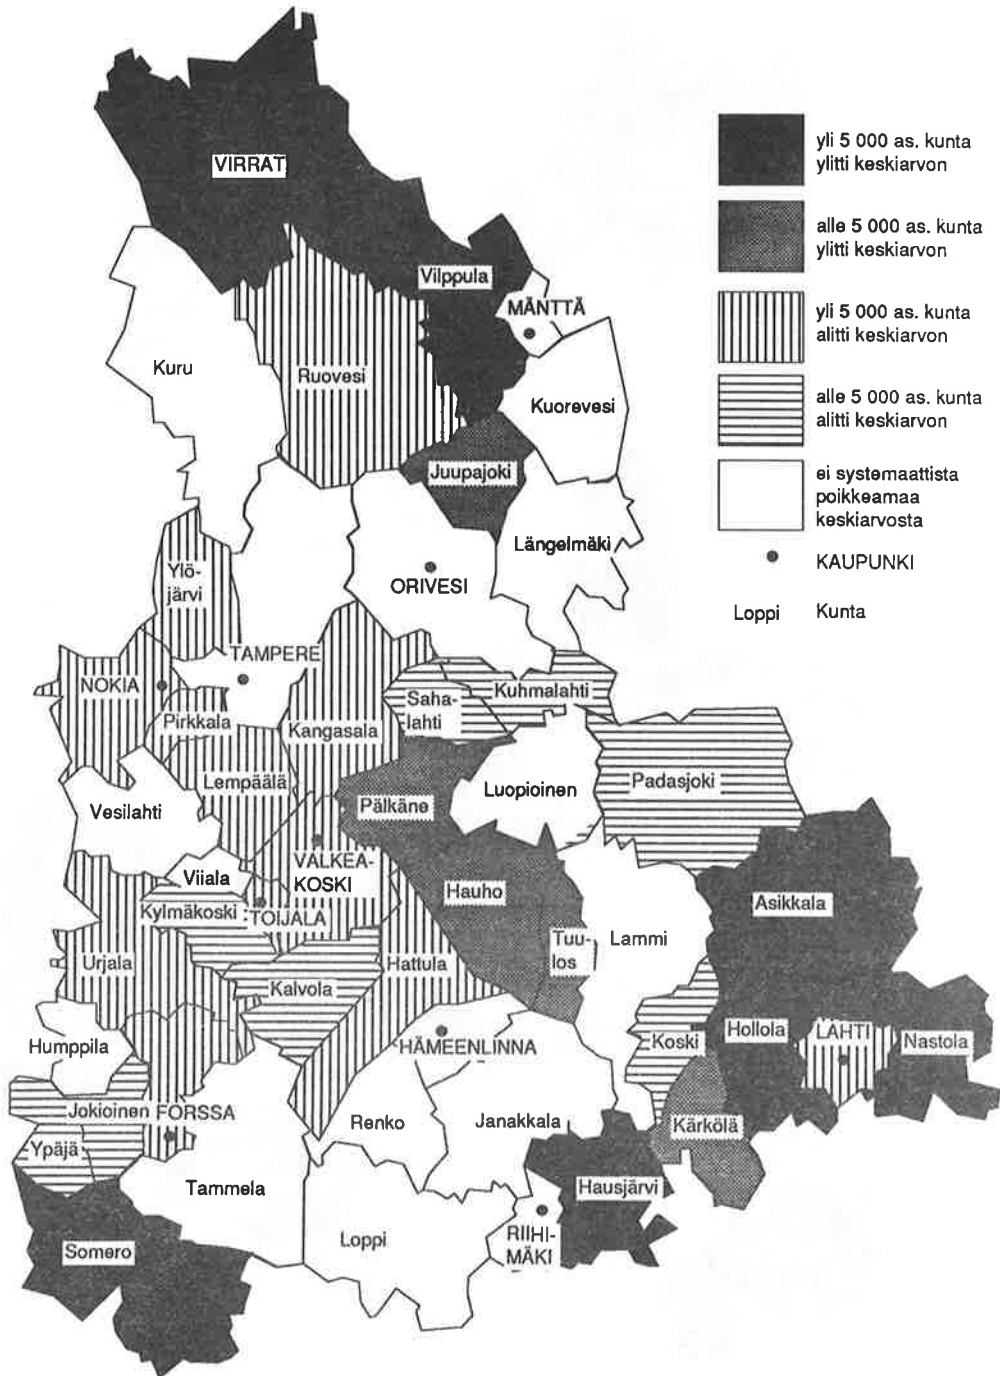 VIRRAT
yli 5 000 as. kunta
ylitti keskiarvon
alle 5 000 as. kunta
ylitti keskiarvon
yli 5 000 as. kunta
alitti keskiarvon
alle 5 000 as. kunta
alitti keskiarvon
ei systemaattista
poikkeamaa
keskiarvosta
KAUPUNKI
Loppi Kunta
Vilppula
MÄNTTÄ
Kuru
Ruovesi
Kuorevesi
Juupajoki
Längelmäki
Ylö-
järvi
ORIVESI
TAMPERE
NOKIA
Kuhmalahti
Saha-
lahti
Pirkkala
Kangasala
Lempäälä
Padasjoki
Luopioinen
Vesilahti
Pälkäne
VALKEA-
KOSKI
Viiala
Hauho
Asikkala
Kylmäkoski
TOIJALA
Tuu-
los
Lammi
Urjala
Hattula
Kalvola
Humppila
HÄMEENLINNA
Koski
Hollola
LAHTI
Nastola
Jokioinen
FORSSA
Renko
Janakkala
Kärkölä
Ypäjä
Tammela
Hausjärvi
Somero
Loppi
RIIHI-
MÄKI